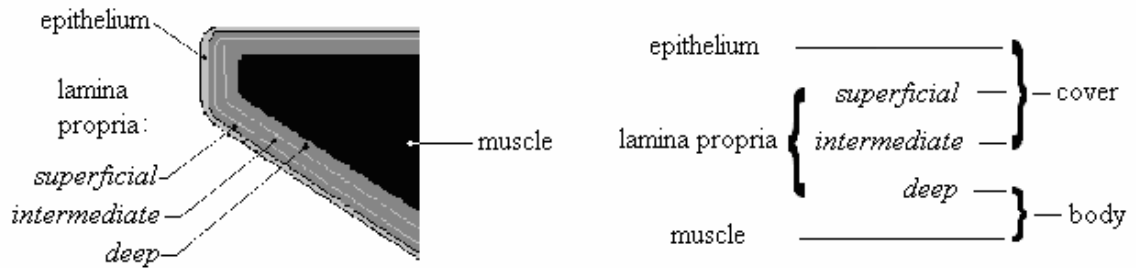 epithelium
lamina
propria:
superficial
intermediate
deep
muscle
epithelium
superficial
cover
lamina propria
intermediate
deep
body
muscle